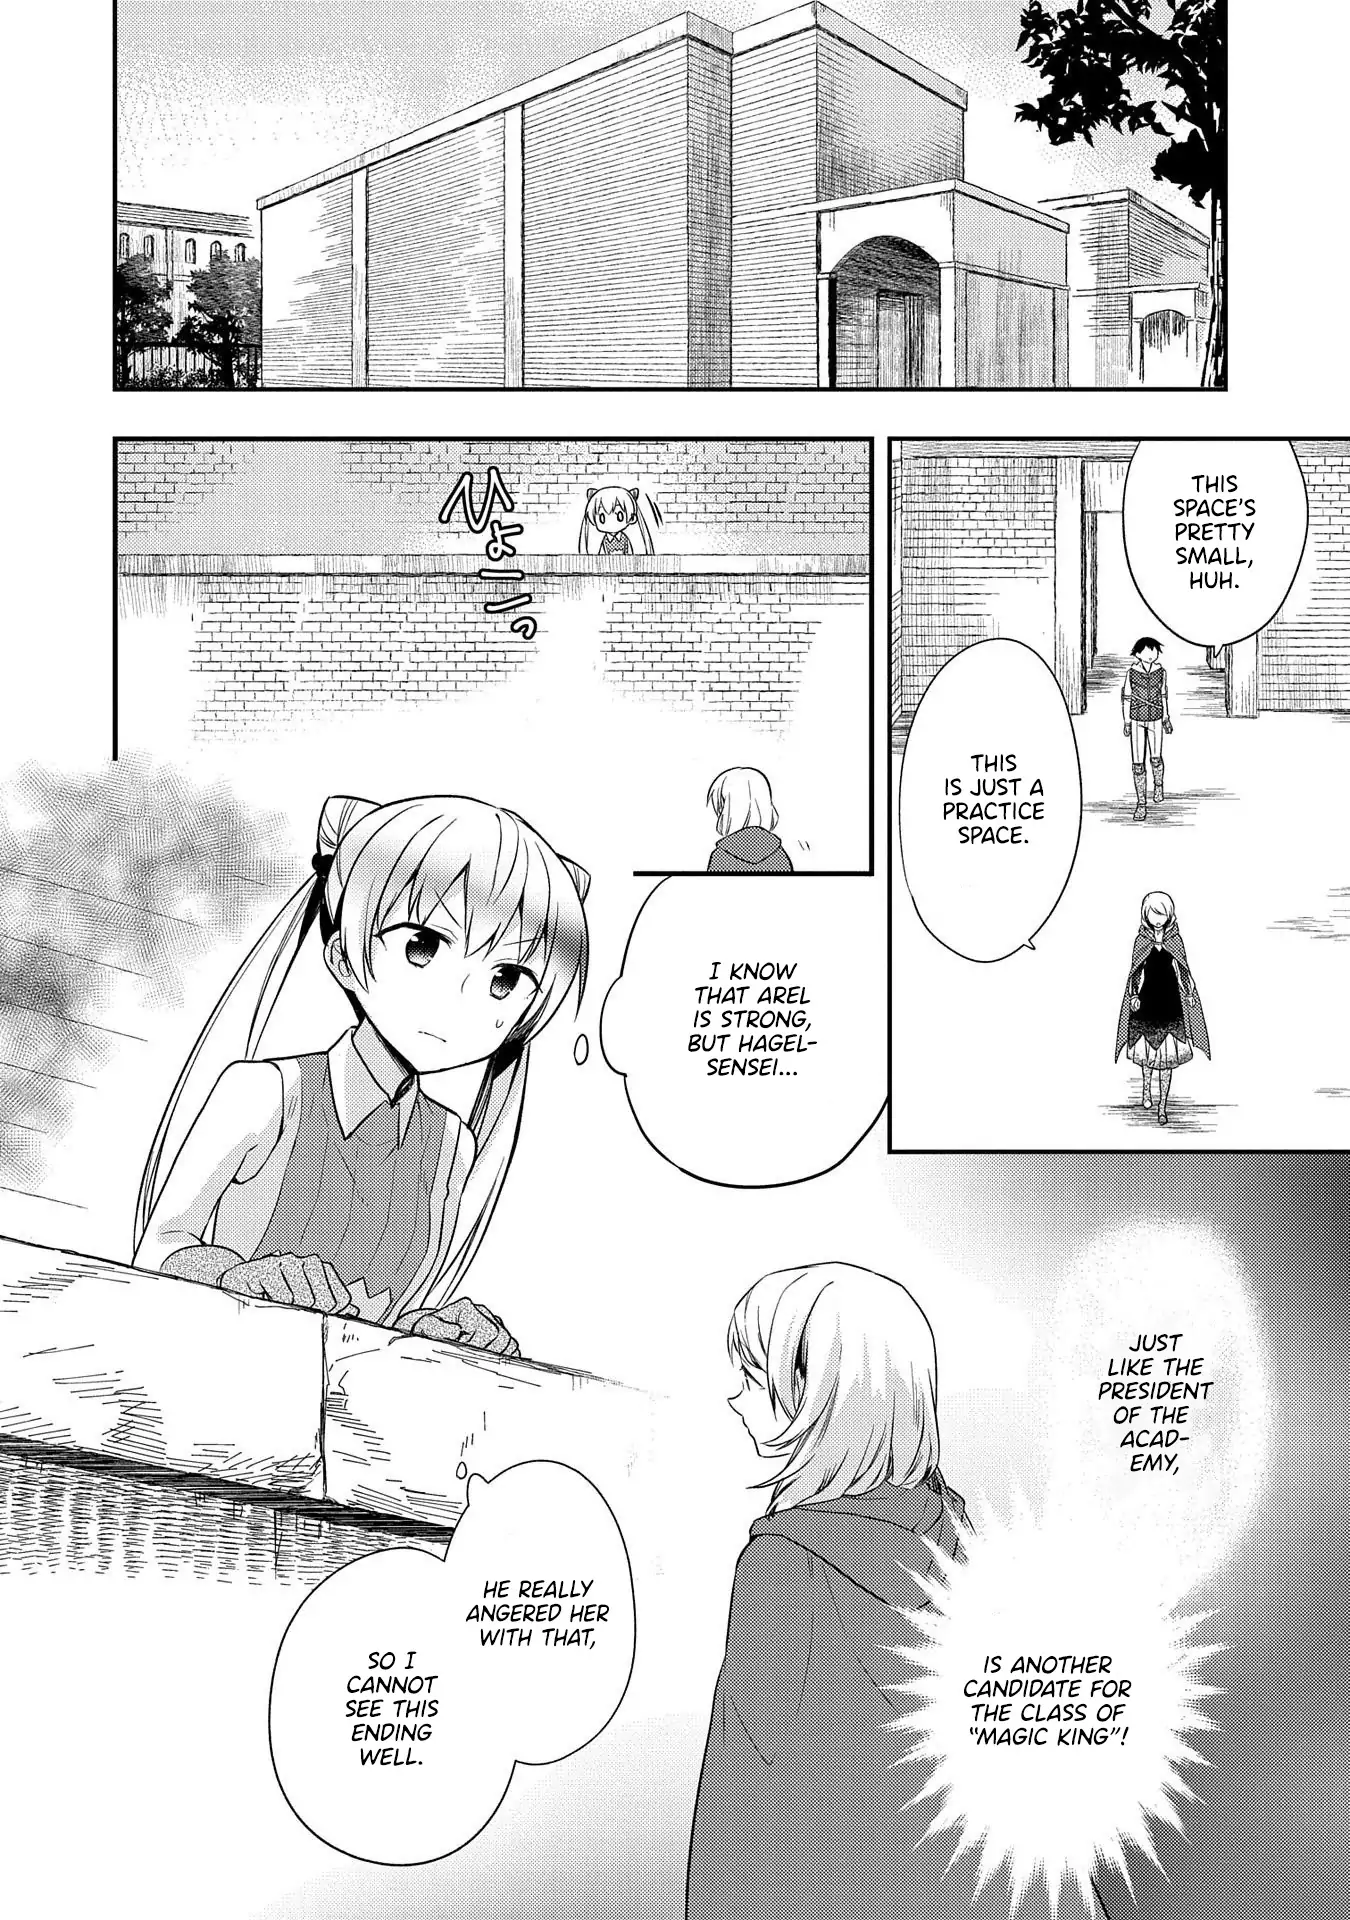 THIS
SPACE'S
PRETTY
SMALL,
HUH.
THIS
IS JUST A
PRACTICE
SPACE.
ひょーっ
I KNOW
THAT AREL
IS STRONG,
BUT HAGEL-
SENSEI...
JUST
LIKE THE
PRESIDENT
OF THE
ACAD-
EMY,
IS ANOTHER
CANDIDATE FOR
THE CLASS OF
"MAGIC KING"!
HE REALLY
ANGERED HER
WITH THAT,
SO I
CANNOT
SEE THIS
ENDING
WELL.